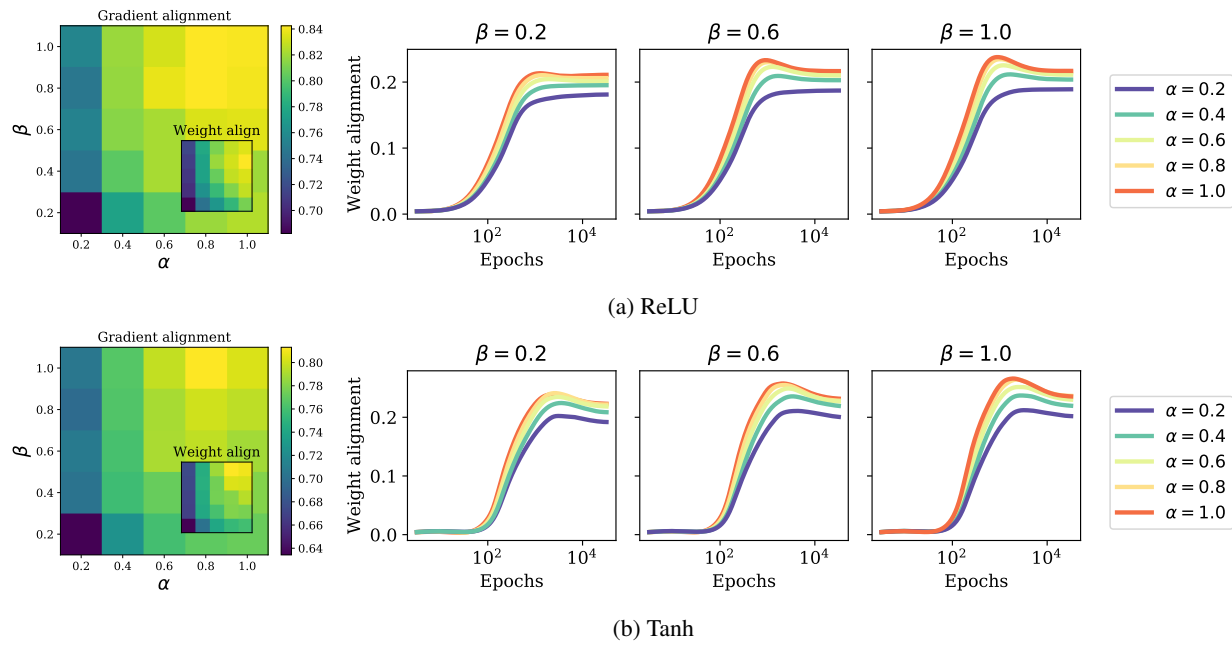 Gradient alignment
β
1.0
0.8
0.6
0.4
0.2
0.2 0.4 0.6 0.8 1.0
α
Weight align
0.84
0.82
0.80
0.78
0.76
0.74
0.72
0.70
β = 0.2
β = 0.6
β = 1.0
Weight alignment
0.2
0.1
0.0
10² 10⁴
Epochs
10² 10⁴
Epochs
10² 10⁴
Epochs
α = 0.2
α = 0.4
α = 0.6
α = 0.8
α = 1.0
(a) ReLU
Gradient alignment
β
1.0
0.8
0.6
0.4
0.2
0.2 0.4 0.6 0.8 1.0
α
Weight align
0.80
0.78
0.76
0.74
0.72
0.70
0.68
0.66
0.64
β = 0.2
β = 0.6
β = 1.0
Weight alignment
0.2
0.1
0.0
10² 10⁴
Epochs
10² 10⁴
Epochs
10² 10⁴
Epochs
α = 0.2
α = 0.4
α = 0.6
α = 0.8
α = 1.0
(b) Tanh